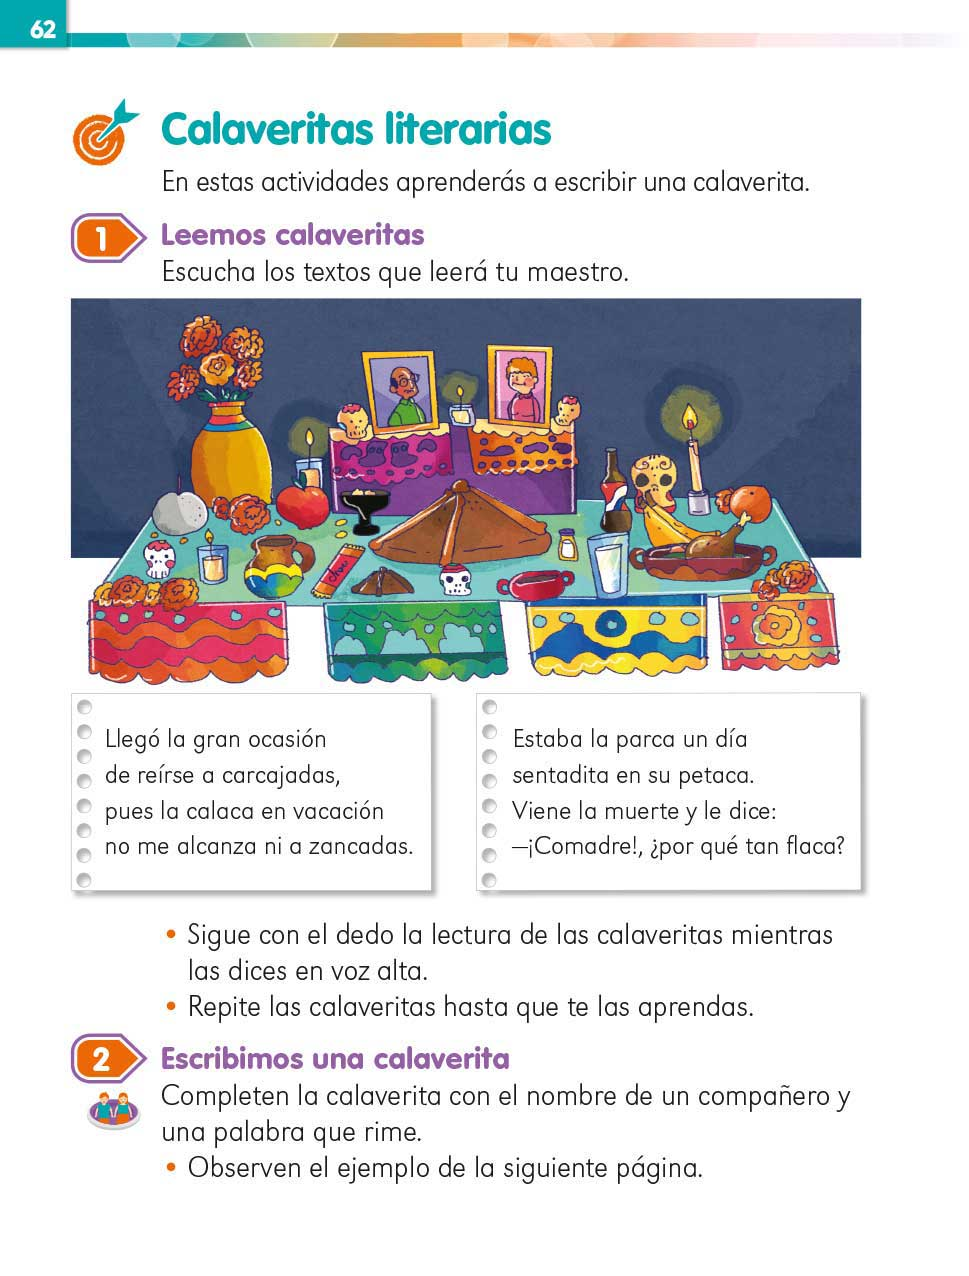 62
Calaveritas literarias
En estas actividades aprenderás a escribir una calaverita.
1
Leemos calaveritas
Escucha los textos que leerá tu maestro.
Llegó la gran ocasión
de reírse a carcajadas,
pues la calaca en vacación
no me alcanza ni a zancadas.
Estaba la parca un día
sentadita en su petaca.
Viene la muerte y le dice:
—¡Comadre!, ¿por qué tan flaca?
• Sigue con el dedo la lectura de las calaveritas mientras
las dices en voz alta.
• Repite las calaveritas hasta que te las aprendas.
2
Escribimos una calaverita
Completen la calaverita con el nombre de un compañero y
una palabra que rime.
• Observen el ejemplo de la siguiente página.